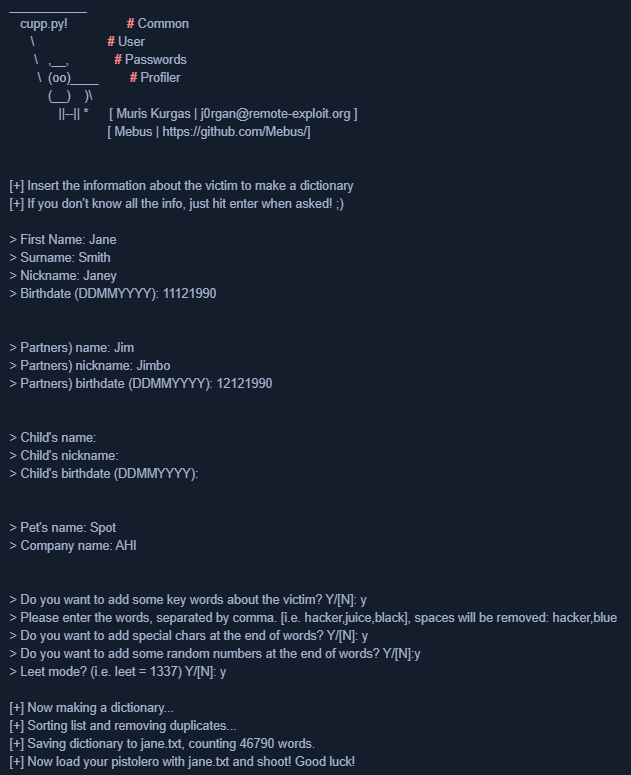 ___________
cupp.py! # Common
\ # User
\ ,__, # Passwords
\ (oo)____ # Profiler
(__) )\
||--|| * [ Muris Kurgas | j0rgan@remote-exploit.org ]
[ Mebus | https://github.com/Mebus/]
[+] Insert the information about the victim to make a dictionary
[+] If you don't know all the info, just hit enter when asked! ;)
> First Name: Jane
> Surname: Smith
> Nickname: Janey
> Birthdate (DDMMYYYY): 11121990
> Partners) name: Jim
> Partners) nickname: Jimbo
> Partners) birthdate (DDMMYYYY): 12121990
> Child's name:
> Child's nickname:
> Child's birthdate (DDMMYYYY):
> Pet's name: Spot
> Company name: AHI
> Do you want to add some key words about the victim? Y/[N]: y
> Please enter the words, separated by comma. [i.e. hacker,juice,black], spaces will be removed: hacker,blue
> Do you want to add special chars at the end of words? Y/[N]: y
> Do you want to add some random numbers at the end of words? Y/[N]:y
> Leet mode? (i.e. leet = 1337) Y/[N]: y
[+] Now making a dictionary...
[+] Sorting list and removing duplicates...
[+] Saving dictionary to jane.txt, counting 46790 words.
[+] Now load your pistolero with jane.txt and shoot! Good luck!